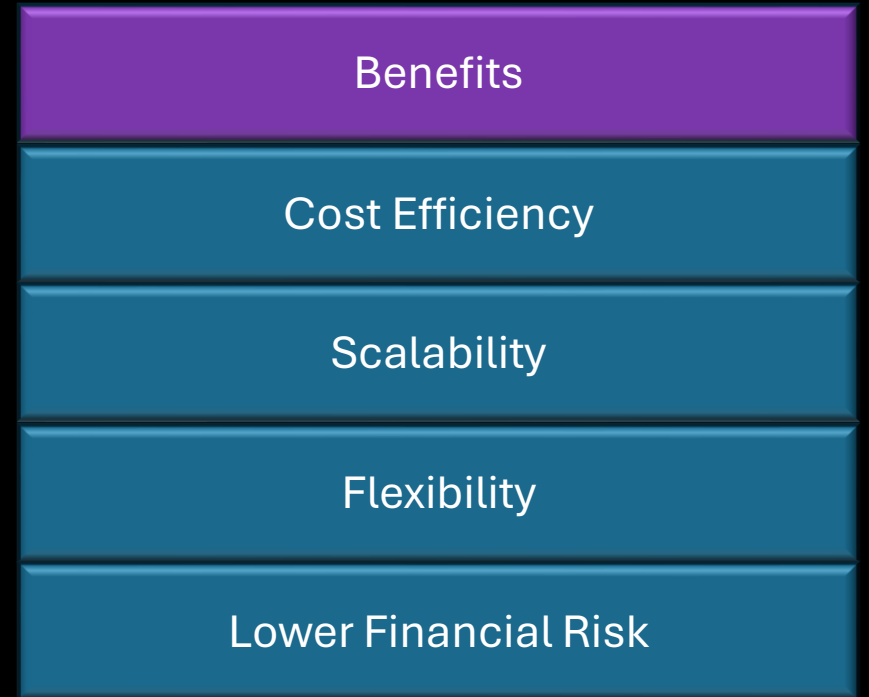 Benefits
Cost Efficiency
Scalability
Flexibility
Lower Financial Risk